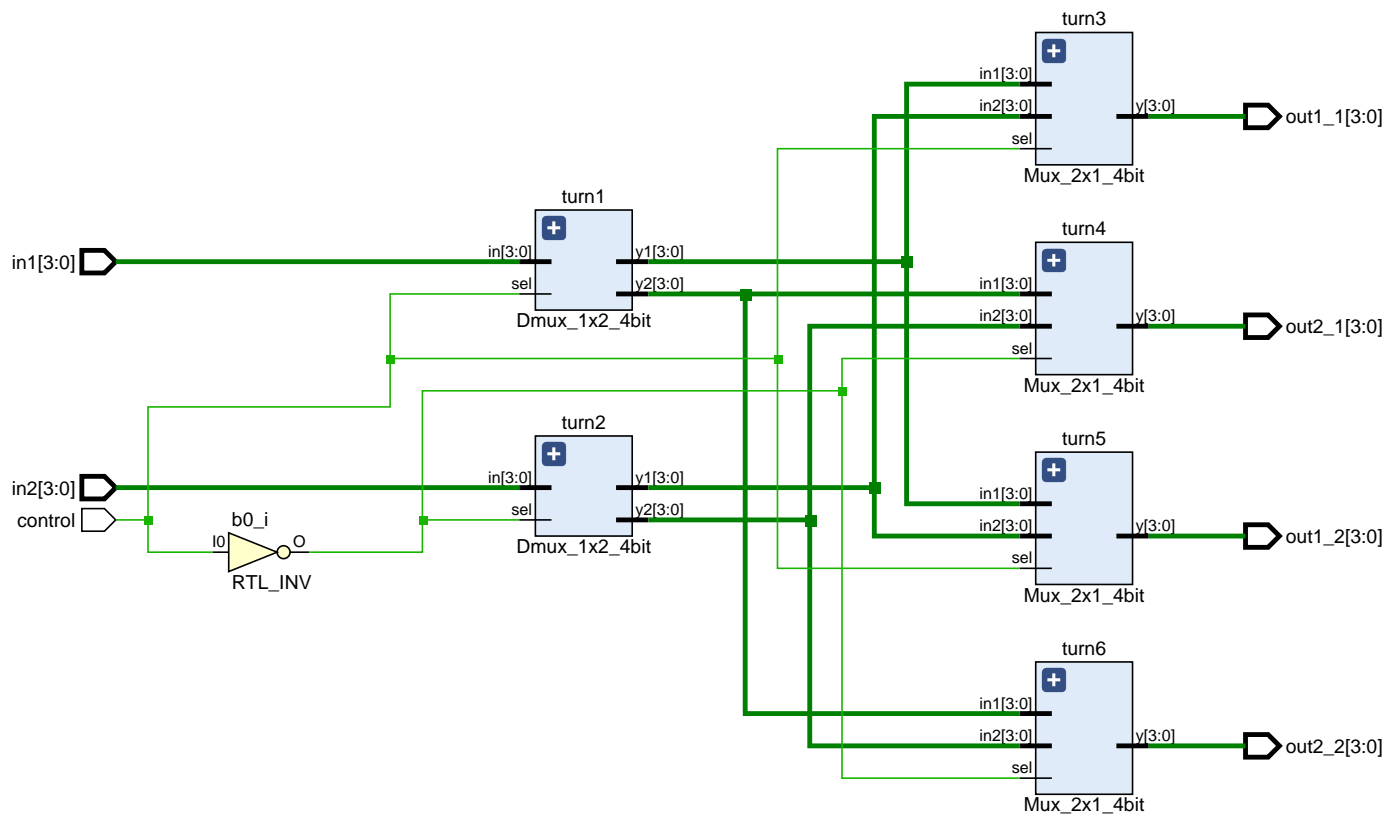 turn3
in1[3:0]
in2[3:0]
sel
y[3:0]
out1_1[3:0]
Mux_2x1_4bit
turn1
in1[3:0]
in[3:0]
sel
y1[3:0]
y2[3:0]
Dmux_1x2_4bit
turn4
in1[3:0]
in2[3:0]
sel
y[3:0]
out2_1[3:0]
Mux_2x1_4bit
turn2
in2[3:0]
control
in[3:0]
sel
y1[3:0]
y2[3:0]
Dmux_1x2_4bit
b0_i
I0
O
RTL_INV
turn5
in1[3:0]
in2[3:0]
sel
y[3:0]
out1_2[3:0]
Mux_2x1_4bit
turn6
in1[3:0]
in2[3:0]
sel
y[3:0]
out2_2[3:0]
Mux_2x1_4bit